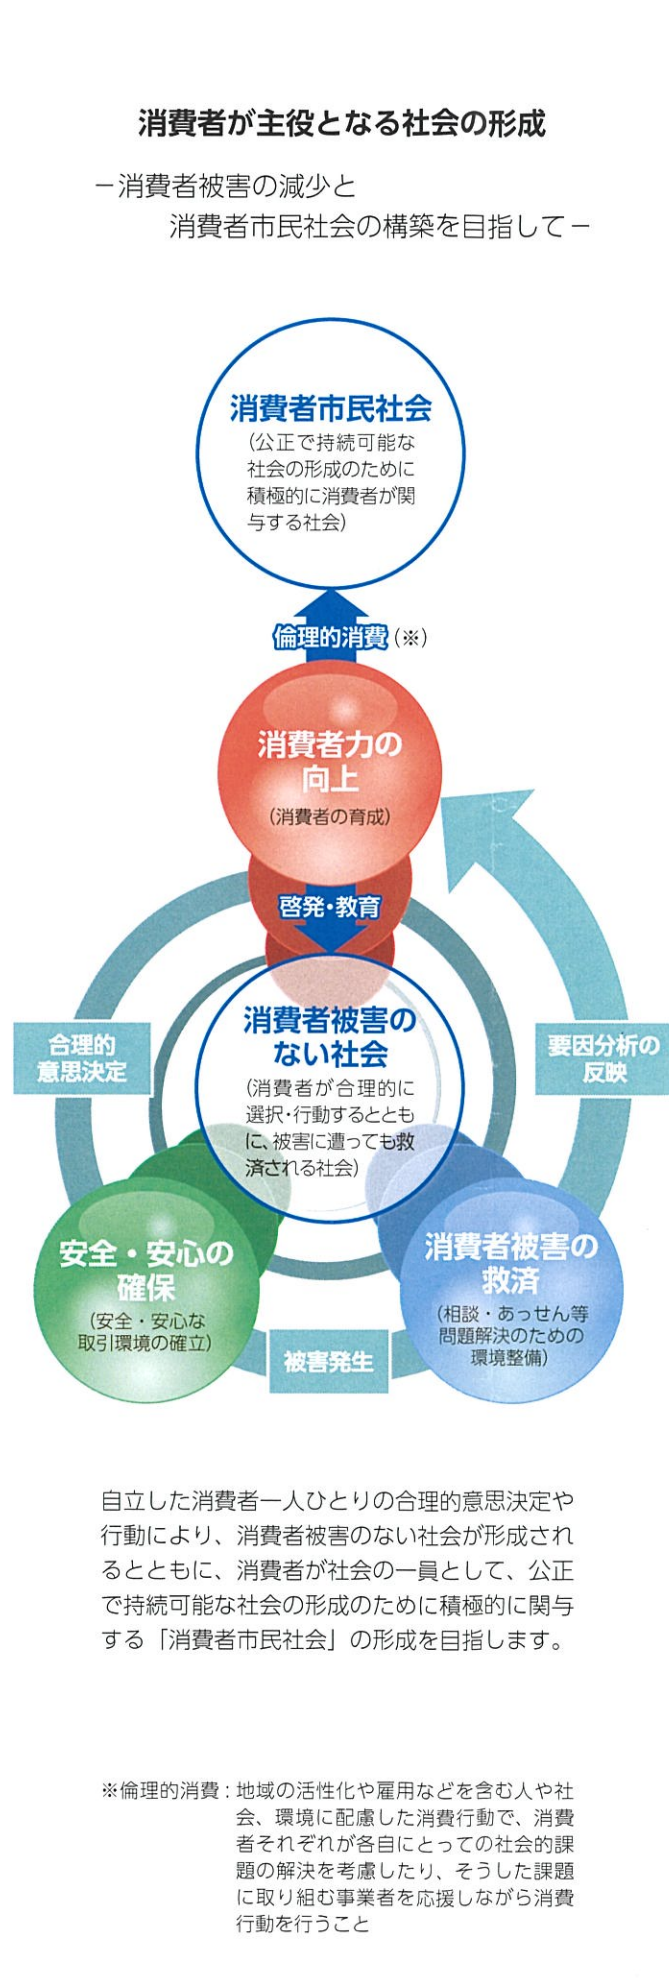 消費者が主役となる社会の形成
－消費者被害の減少と
消費者市民社会の構築を目指して－
消費者市民社会
(公正で持続可能な
社会の形成のために
積極的に消費者が関
与する社会)
倫理的消費(※)
消費者力の
向上
(消費者の育成)
啓発・教育
消費者被害の
ない社会
(消費者が合理的に
選択・行動するととも
に、被害に遭っても救
済される社会)
合理的
意思決定
要因分析の
反映
安全・安心の
確保
(安全・安心な
取引環境の確立)
消費者被害の
救済
(相談・あっせん等
問題解決のための
環境整備)
被害発生
自立した消費者一人ひとりの合理的意思決定や
行動により、消費者被害のない社会が形成され
るとともに、消費者が社会の一員として、公正
で持続可能な社会の形成のために積極的に関与
する「消費者市民社会」の形成を目指します。
※倫理的消費：地域の活性化や雇用などを含む人や社
会、環境に配慮した消費行動で、消費
者それぞれが各自にとっての社会的課
題の解決を考慮したり、そうした課題
に取り組む事業者を応援しながら消費
行動を行うこと